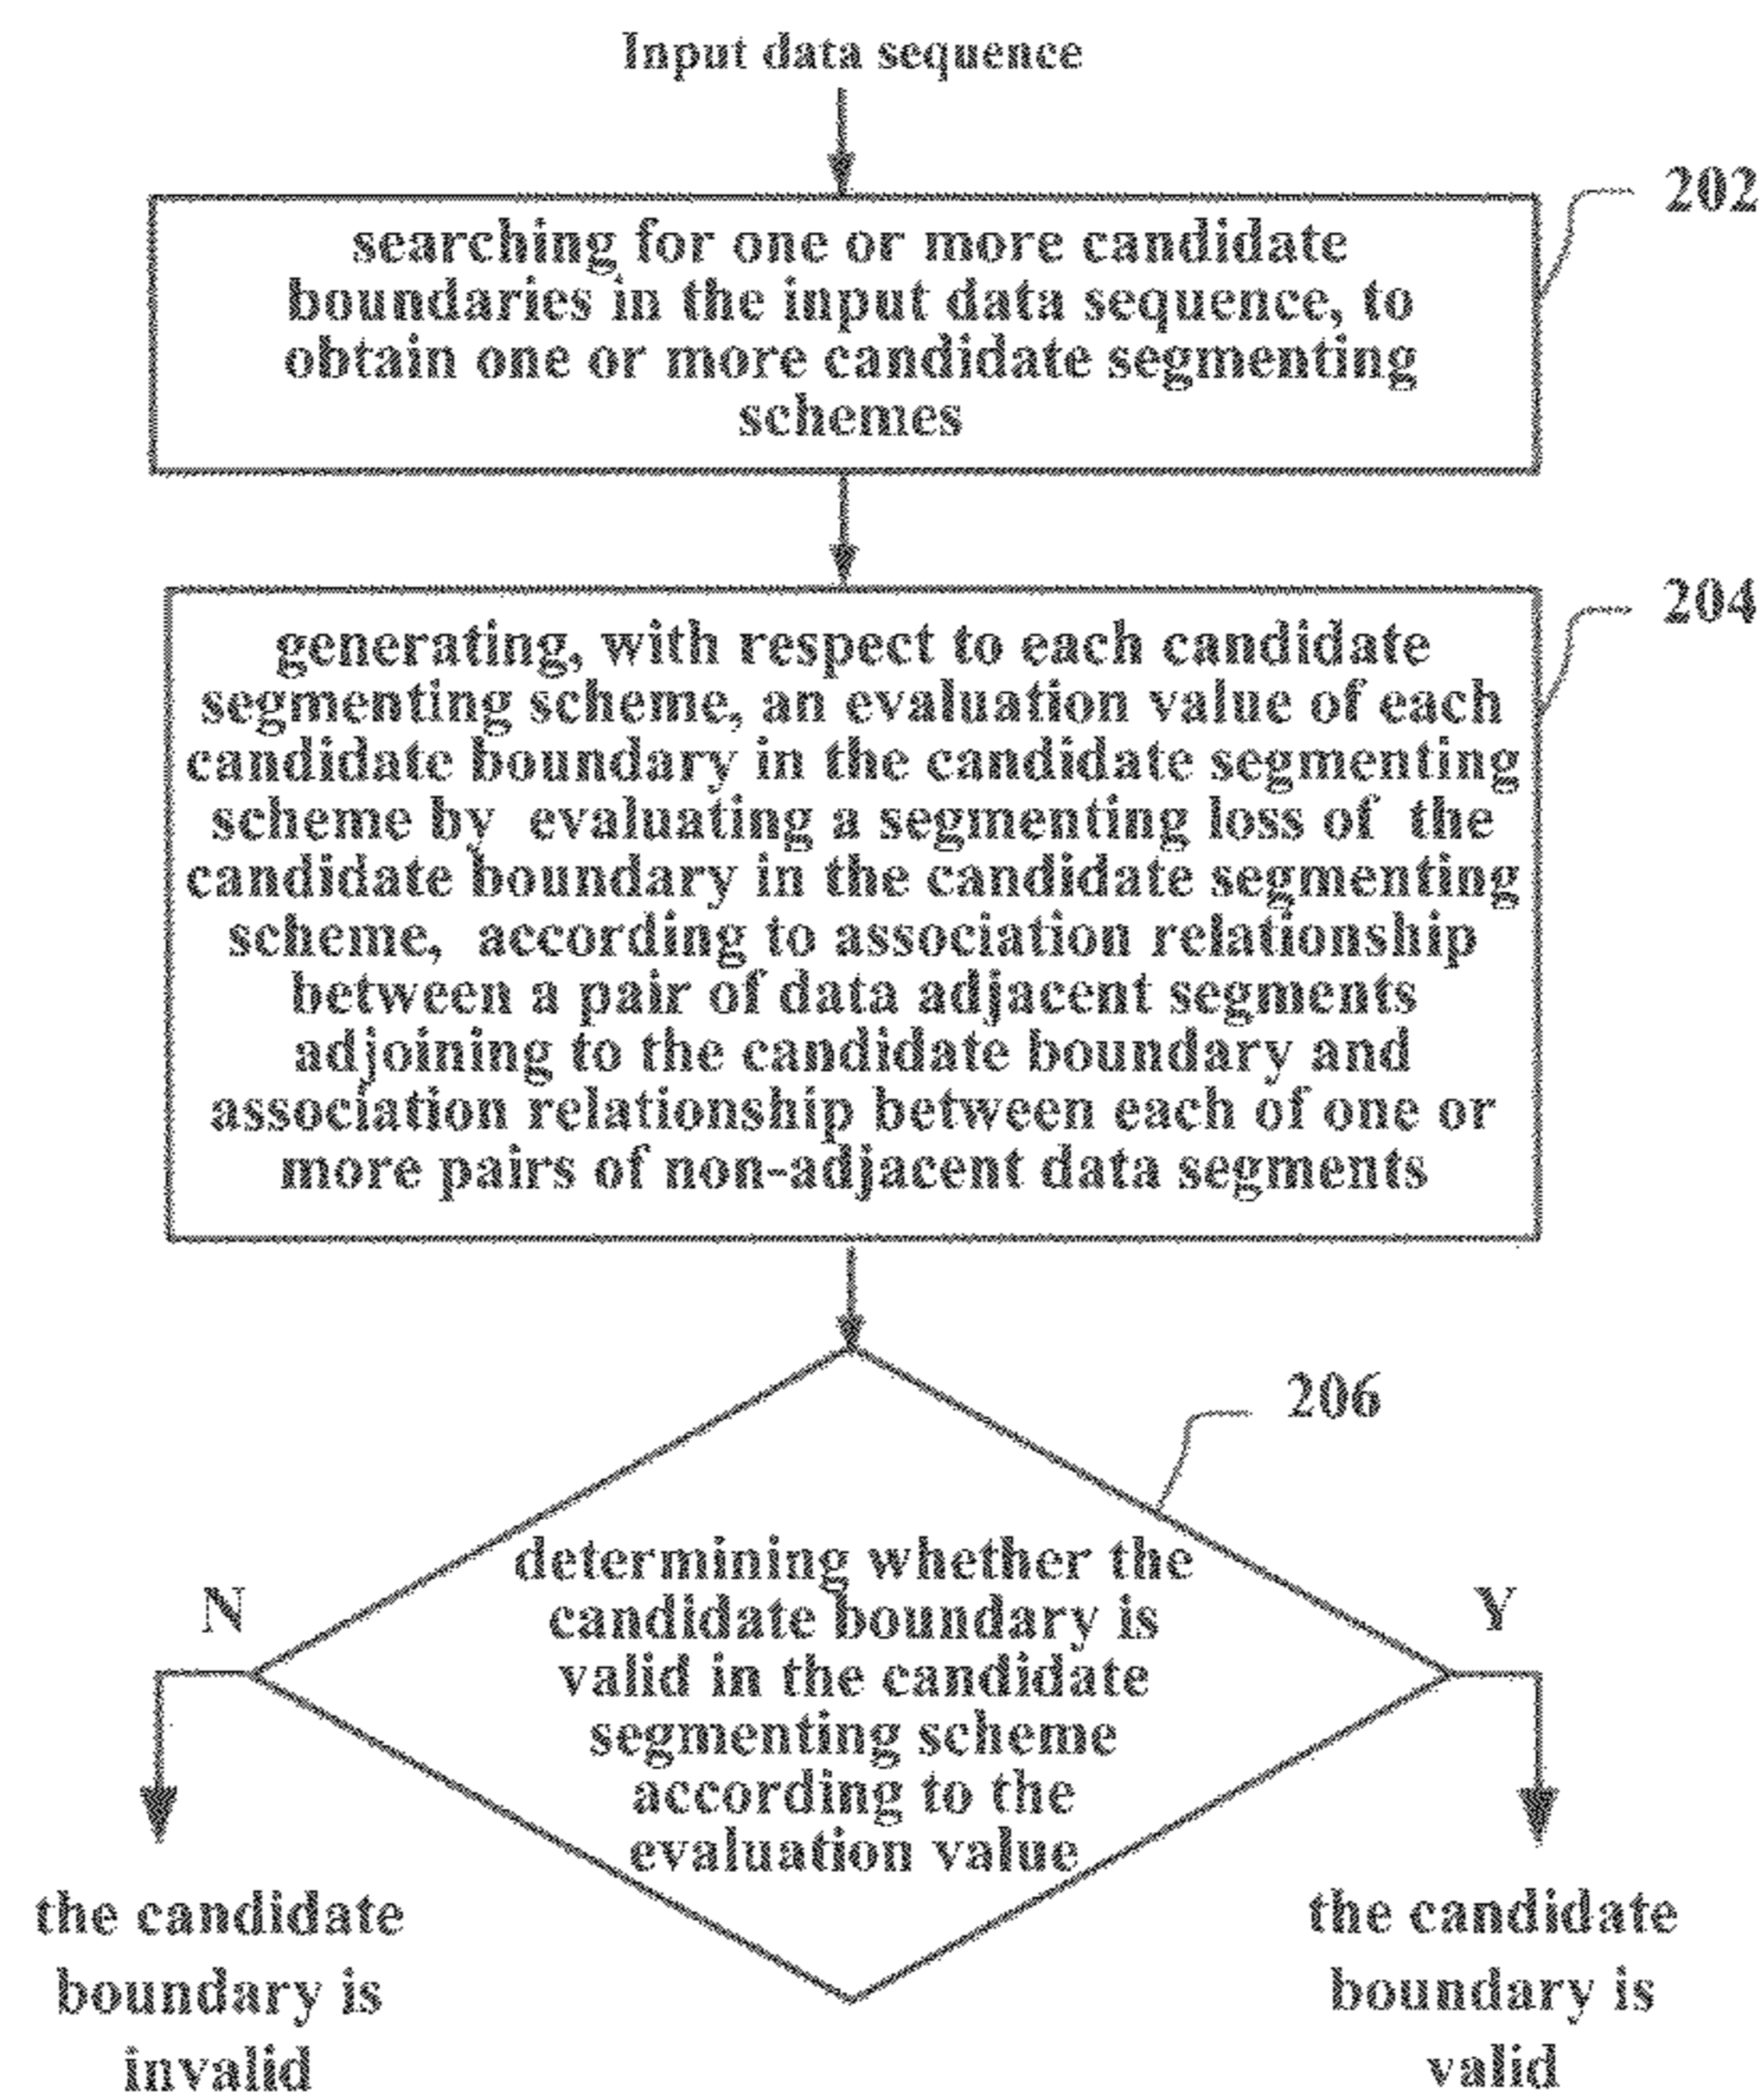 Input data sequence
202
searching for one or more candidate
boundaries in the input data sequence, to
obtain one or more candidate segmenting
schemes
204
generating, with respect to each candidate
segmenting scheme, an evaluation value of each
candidate boundary in the candidate segmenting
scheme by evaluating a segmenting loss of the
candidate boundary in the candidate segmenting
scheme, according to association relationship
between a pair of data adjacent segments
adjoining to the candidate boundary and
association relationship between each of one or
more pairs of non-adjacent data segments
206
determining whether the
candidate boundary is
valid in the candidate
segmenting scheme
according to the
evaluation value
N
Y
the candidate
boundary is
invalid
the candidate
boundary is
valid